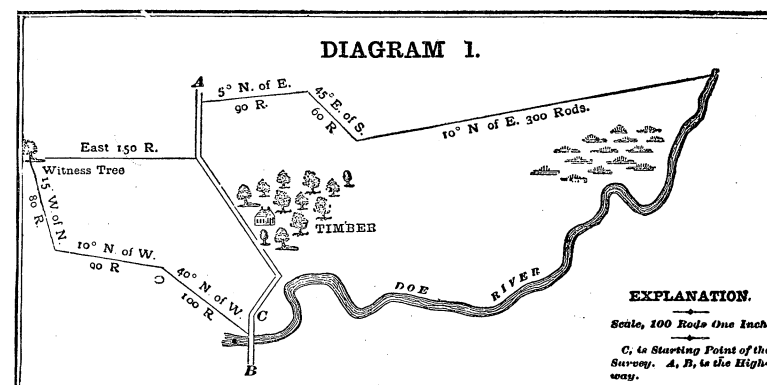 DIAGRAM 1.
A
5° N. of E.
90 R.
45° E. of S.
60 R
10° N of E. 300 Rods.
East 150 R.
Witness Tree
15° W of N.
80 R.
10° N. of W.
90 R
C
40° N. of W.
100 R
TIMBER
DOE RIVER
C
B
EXPLANATION.
Scale, 100 Rods One Inch
C, is Starting Point of the
Survey. A, B, is the High-
way.